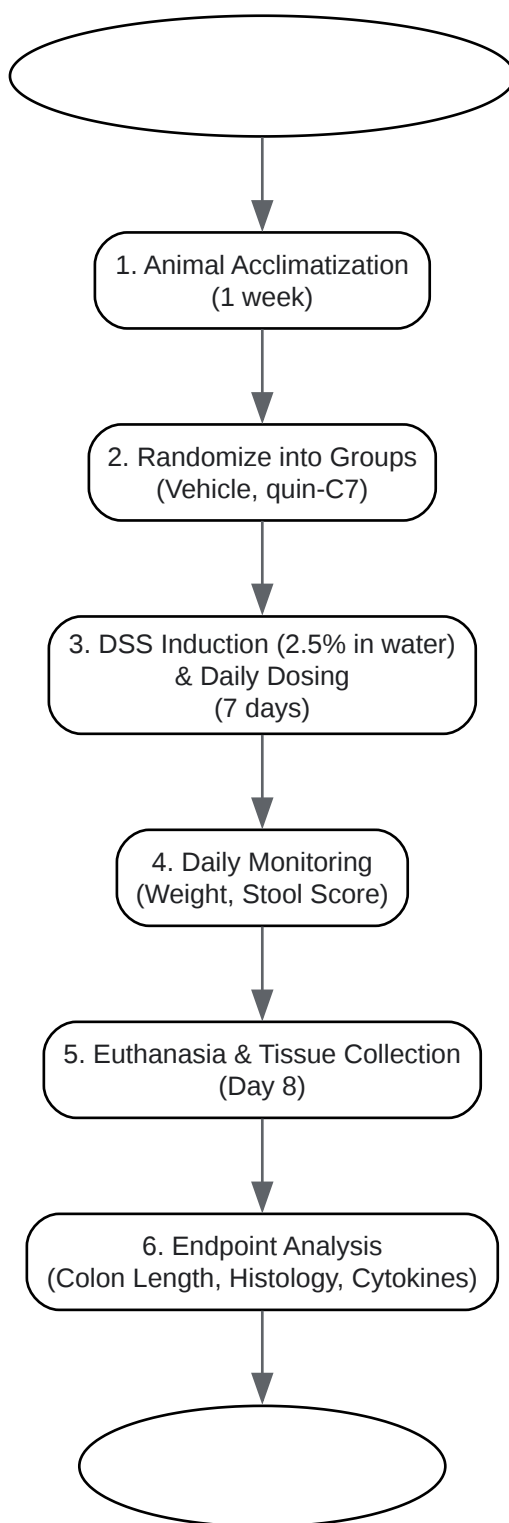 1. Animal Acclimatization
(1 week)
2. Randomize into Groups
(Vehicle, quin-C7)
3. DSS Induction (2.5% in water)
& Daily Dosing
(7 days)
4. Daily Monitoring
(Weight, Stool Score)
5. Euthanasia & Tissue Collection
(Day 8)
6. Endpoint Analysis
(Colon Length, Histology, Cytokines)